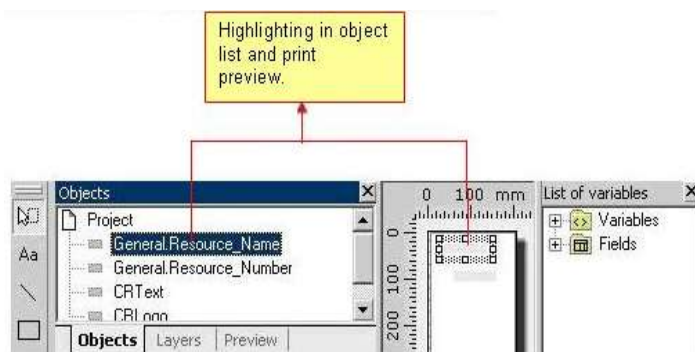 Highlighting in object
list and print
preview.
Objects
0 100 mm
List of variables
Project
General.Resource_Name
General.Resource_Number
CRText
CRLogo
Aa
0
100
200
Variables
Fields
Objects Layers Preview